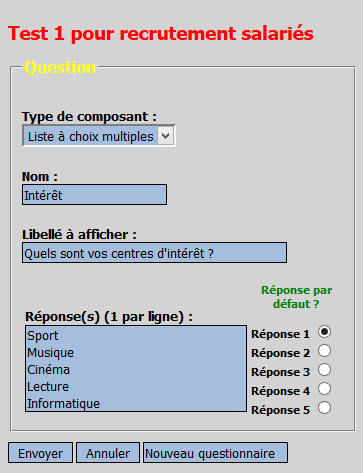 Test 1 pour recrutement salariés
Question
Type de composant :
Liste à choix multiples
Nom :
Intérêt
Libellé à afficher :
Quels sont vos centres d'intérêt ?
Réponse par
défaut ?
Réponse(s) (1 par ligne) :
Sport
Réponse 1
Musique
Réponse 2
Cinéma
Réponse 3
Lecture
Réponse 4
Informatique
Réponse 5
Envoyer Annuler Nouveau questionnaire